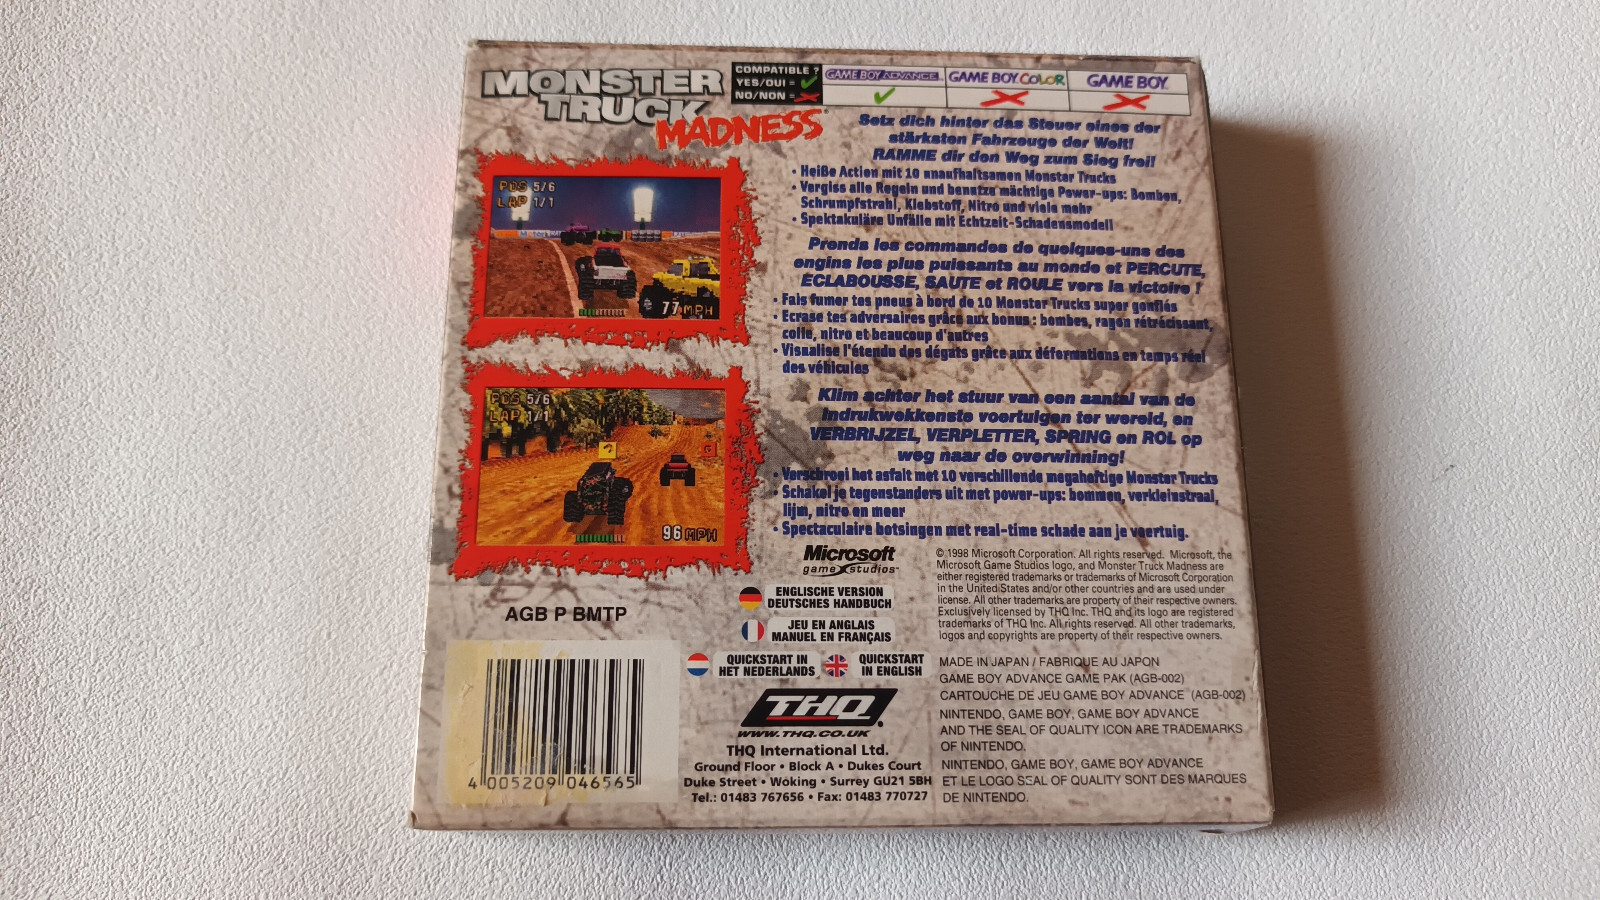 MONSTER
TRUCK
MADNESS
COMPATIBLE ?
YES/OUI =
NO/NON =
GAME BOY ADVANCE
GAME BOY COLOR
GAME BOY
Setz dich hinter das Steuer eines der
stärksten Fahrzeuge der Welt!
RAMME dir den Weg zum Sieg frei!
• Heiße Action mit 10 unaufhaltsamen Monster Trucks
• Vergiss alle Regeln und benutze mächtige Power-ups: Bomben,
Schrumpfstrahl, Klebstoff, Nitro und viele mehr
• Spektakuläre Unfälle mit Echtzeit-Schadensmodell
Prends les commandes de quelques-uns des
engins les plus puissants au monde et PERCUTE,
ÉCLABOUSSE, SAUTE et ROULE vers la victoire !
• Fais fumer tes pneus à bord de 10 Monster Trucks super gonflés
• Ecrase tes adversaires grâce aux bonus : bombes, rayon rétrécissant,
colle, nitro et beaucoup d'autres
• Visualise l'étendu des dégats grâce aux déformations en temps réel
des véhicules
Klim achter het stuur van een aantal van de
indrukwekkenste voertuigen ter wereld, en
VERBRIJZEL, VERPLETTER, SPRING en ROL op
weg naar de overwinning!
• Verschroei het asfalt met 10 verschillende megaheftige Monster Trucks
• Schakel je tegenstanders uit met power-ups: bommen, verkleinstraal,
lijm, nitro en meer
• Spectaculaire botsingen met real-time schade aan je voertuig.
POS 5/6
LAP 1/1
77 MPH
POS 5/6
LAP 1/1
96 MPH
Microsoft
game studios™
© 1998 Microsoft Corporation. All rights reserved. Microsoft, the
Microsoft Game Studios logo, and Monster Truck Madness are
either registered trademarks or trademarks of Microsoft Corporation
in the United States and/or other countries and are used under
license. All other trademarks are property of their respective owners.
Exclusively licensed by THQ Inc. THQ and its logo are registered
trademarks of THQ Inc. All rights reserved. All other trademarks,
logos and copyrights are property of their respective owners.
ENGLISCHE VERSION
DEUTSCHES HANDBUCH
JEU EN ANGLAIS
MANUEL EN FRANÇAIS
QUICKSTART IN
HET NEDERLANDS
QUICKSTART
IN ENGLISH
AGB P BMTP
4 005209 046565
THQ
WWW.THQ.CO.UK
THQ International Ltd.
Ground Floor • Block A • Dukes Court
Duke Street • Woking • Surrey GU21 5BH
Tel.: 01483 767656 • Fax: 01483 770727
MADE IN JAPAN / FABRIQUE AU JAPON
GAME BOY ADVANCE GAME PAK (AGB-002)
CARTOUCHE DE JEU GAME BOY ADVANCE (AGB-002)
NINTENDO, GAME BOY, GAME BOY ADVANCE
AND THE SEAL OF QUALITY ICON ARE TRADEMARKS
OF NINTENDO.
NINTENDO, GAME BOY, GAME BOY ADVANCE
ET LE LOGO SEAL OF QUALITY SONT DES MARQUES
DE NINTENDO.